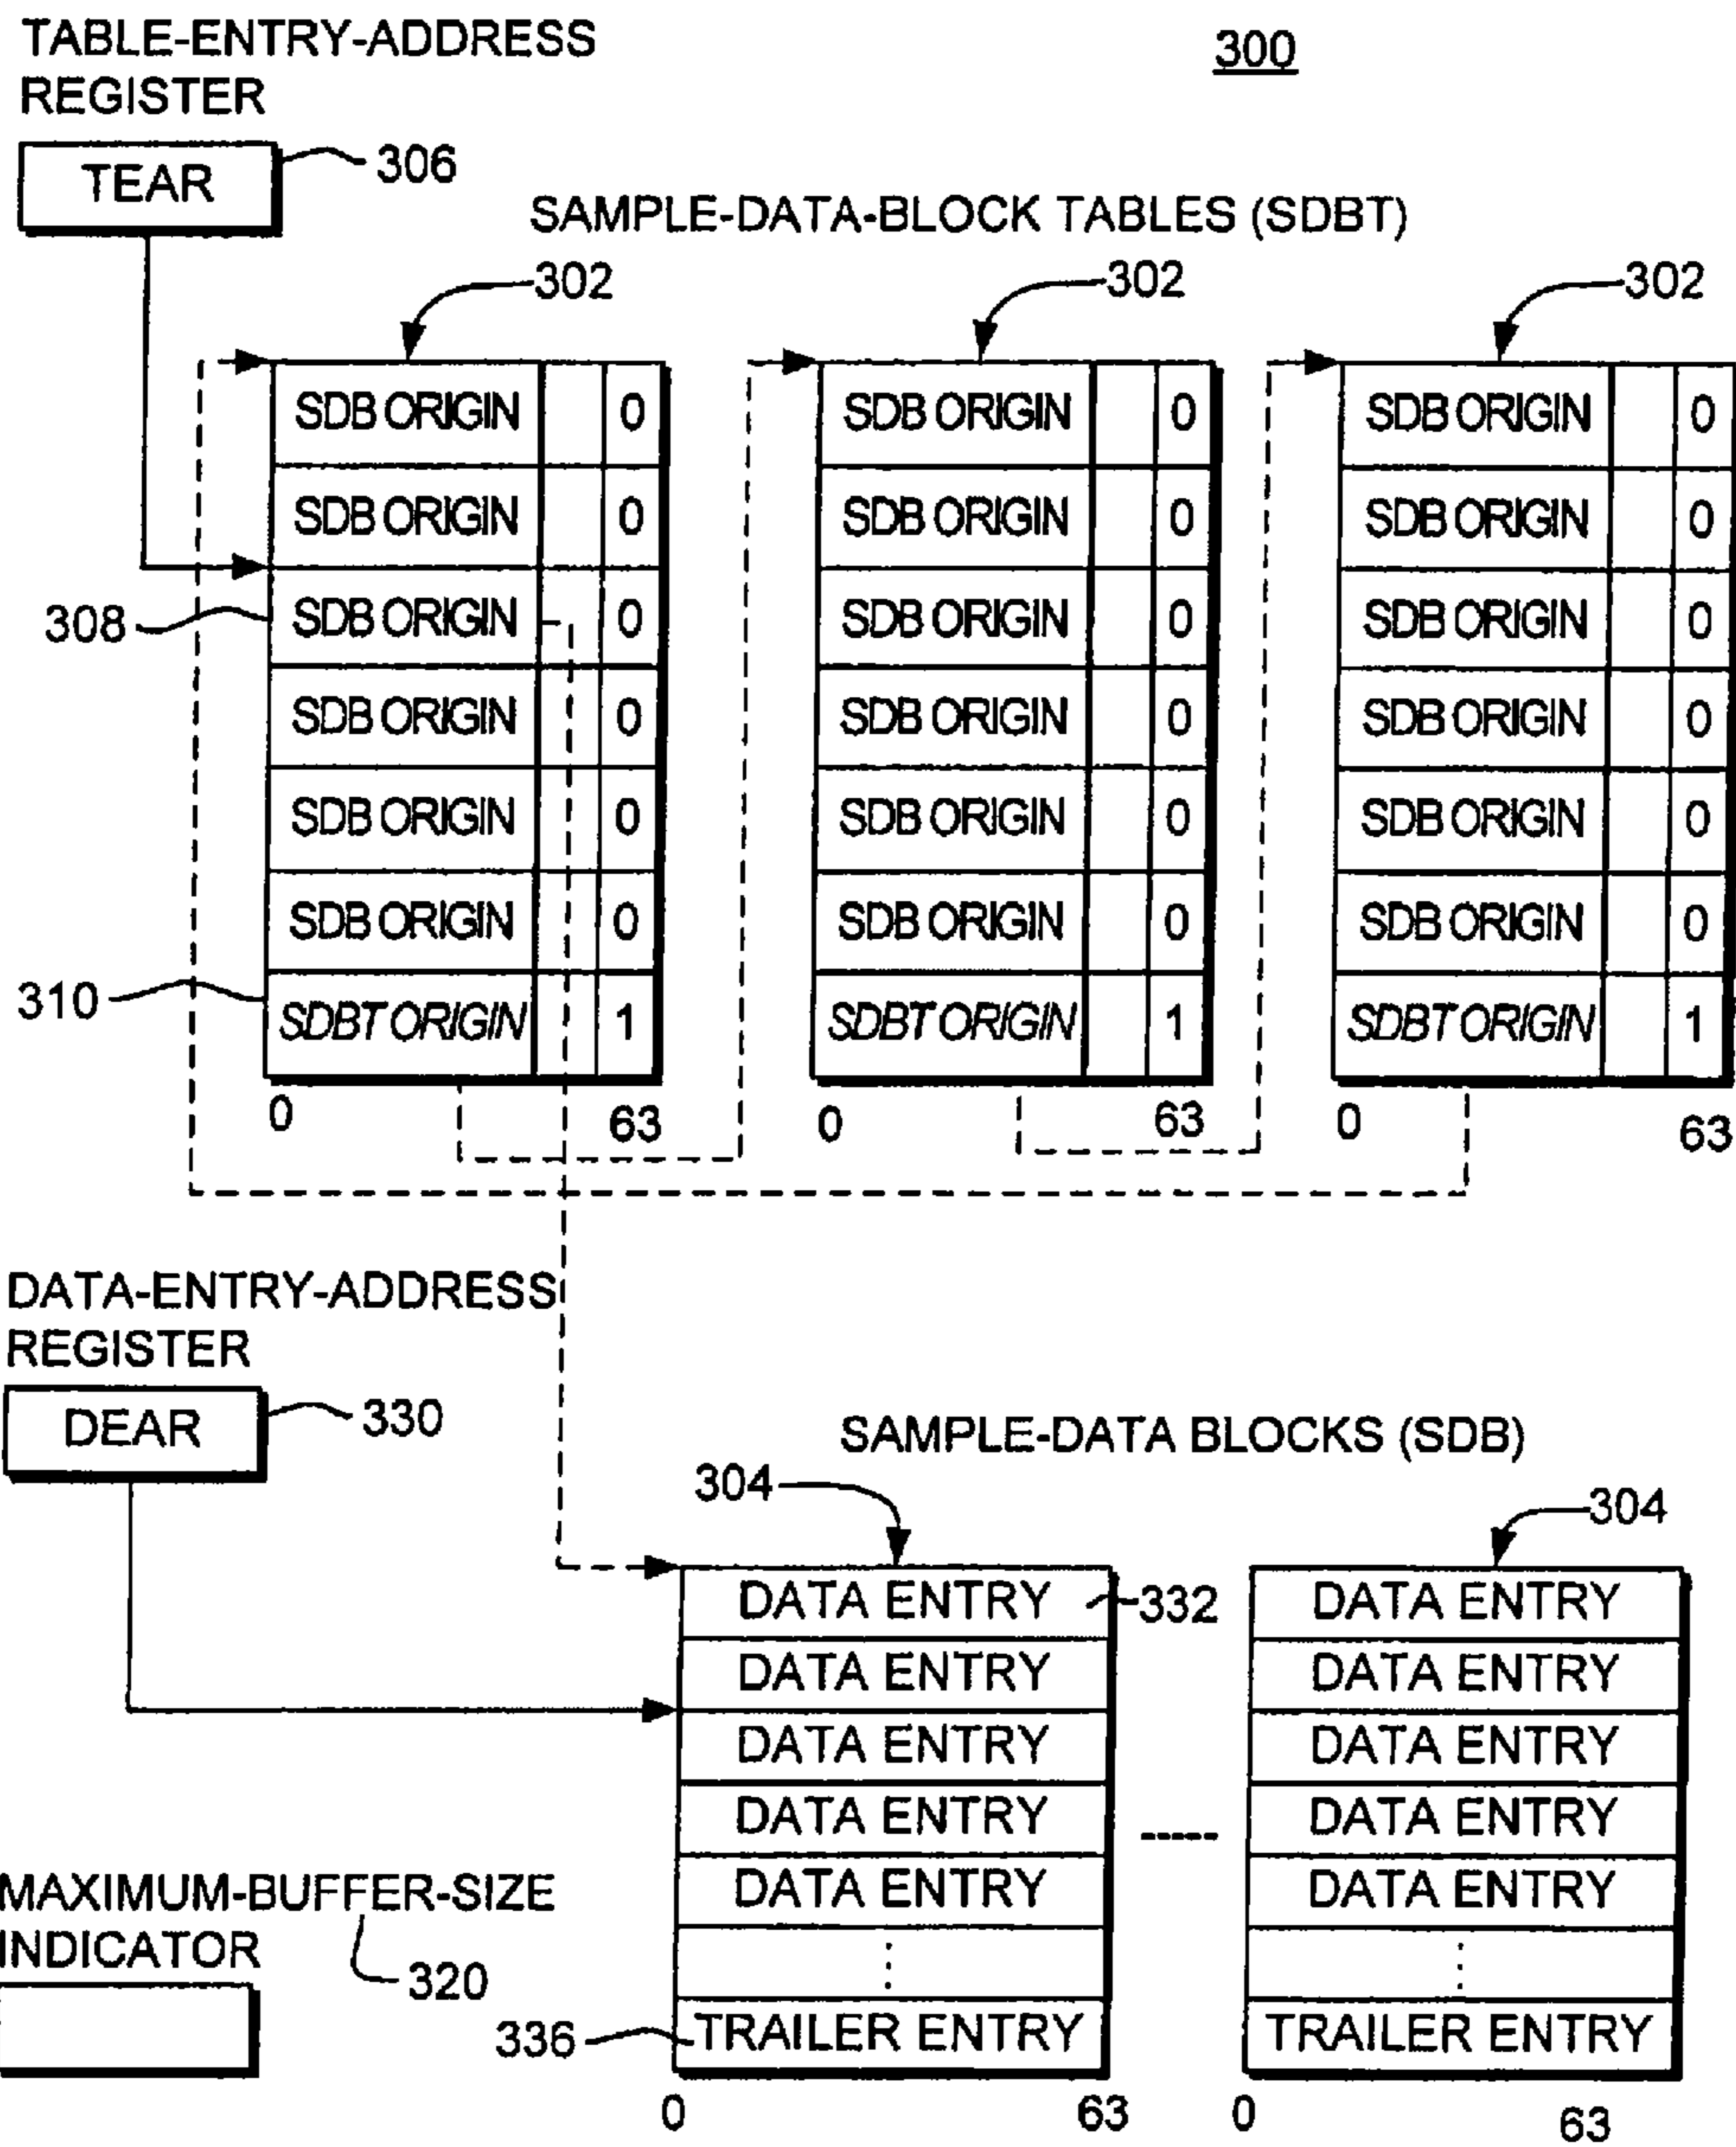 TABLE-ENTRY-ADDRESS
REGISTER
300
TEAR
306
SAMPLE-DATA-BLOCK TABLES (SDBT)
302 302 302
SDB ORIGIN 0 SDB ORIGIN 0 SDB ORIGIN 0
SDB ORIGIN 0 SDB ORIGIN 0 SDB ORIGIN 0
308 SDB ORIGIN 0 SDB ORIGIN 0 SDB ORIGIN 0
SDB ORIGIN 0 SDB ORIGIN 0 SDB ORIGIN 0
SDB ORIGIN 0 SDB ORIGIN 0 SDB ORIGIN 0
SDB ORIGIN 0 SDB ORIGIN 0 SDB ORIGIN 0
310 SDBT ORIGIN 1 SDBT ORIGIN 1 SDBT ORIGIN 1
0 63 0 63 0 63
DATA-ENTRY-ADDRESS
REGISTER
DEAR
330
SAMPLE-DATA BLOCKS (SDB)
304 304
DATA ENTRY 332 DATA ENTRY
DATA ENTRY DATA ENTRY
DATA ENTRY DATA ENTRY
DATA ENTRY DATA ENTRY
DATA ENTRY DATA ENTRY
MAXIMUM-BUFFER-SIZE
INDICATOR
320
336 TRAILER ENTRY TRAILER ENTRY
0 63 0 63